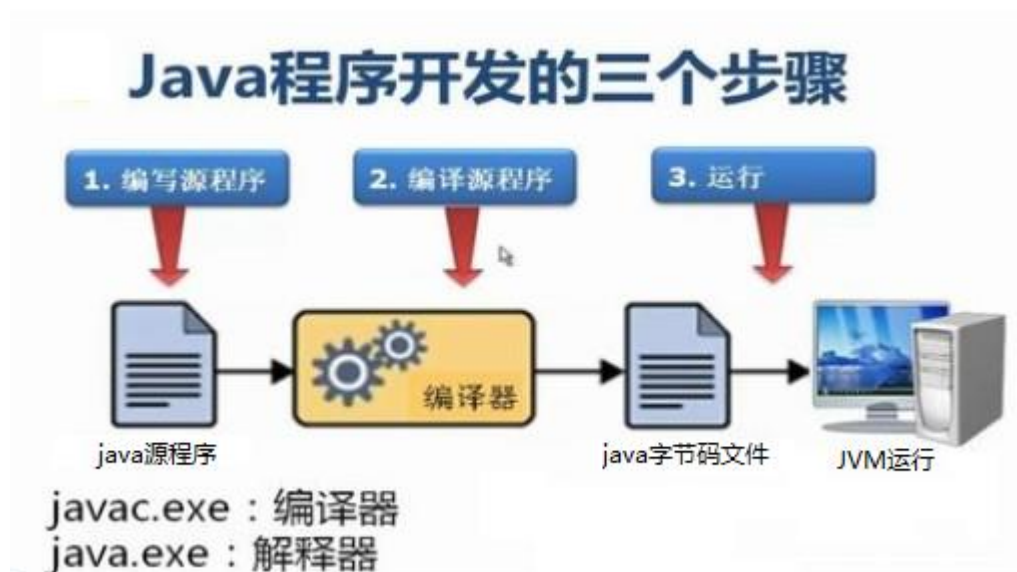 Java程序开发的三个步骤
1. 编写源程序
2. 编译源程序
3. 运行
编译器
java源程序
java字节码文件
JVM运行
javac.exe：编译器
java.exe：解释器